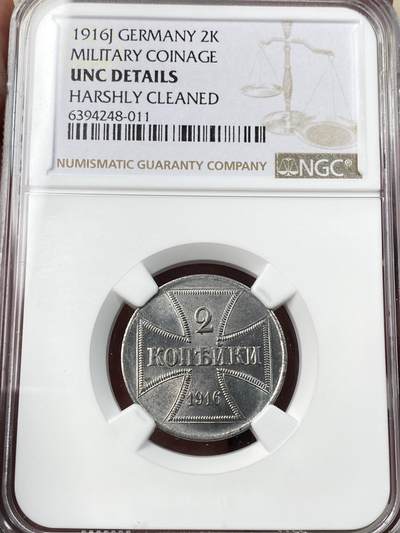 1916J GERMANY 2K
MILITARY COINAGE
UNC DETAILS
HARSHLY CLEANED
6394248-011
NUMISMATIC GUARANTY COMPANY
NGC
2
КОПѢЙКИ
1916